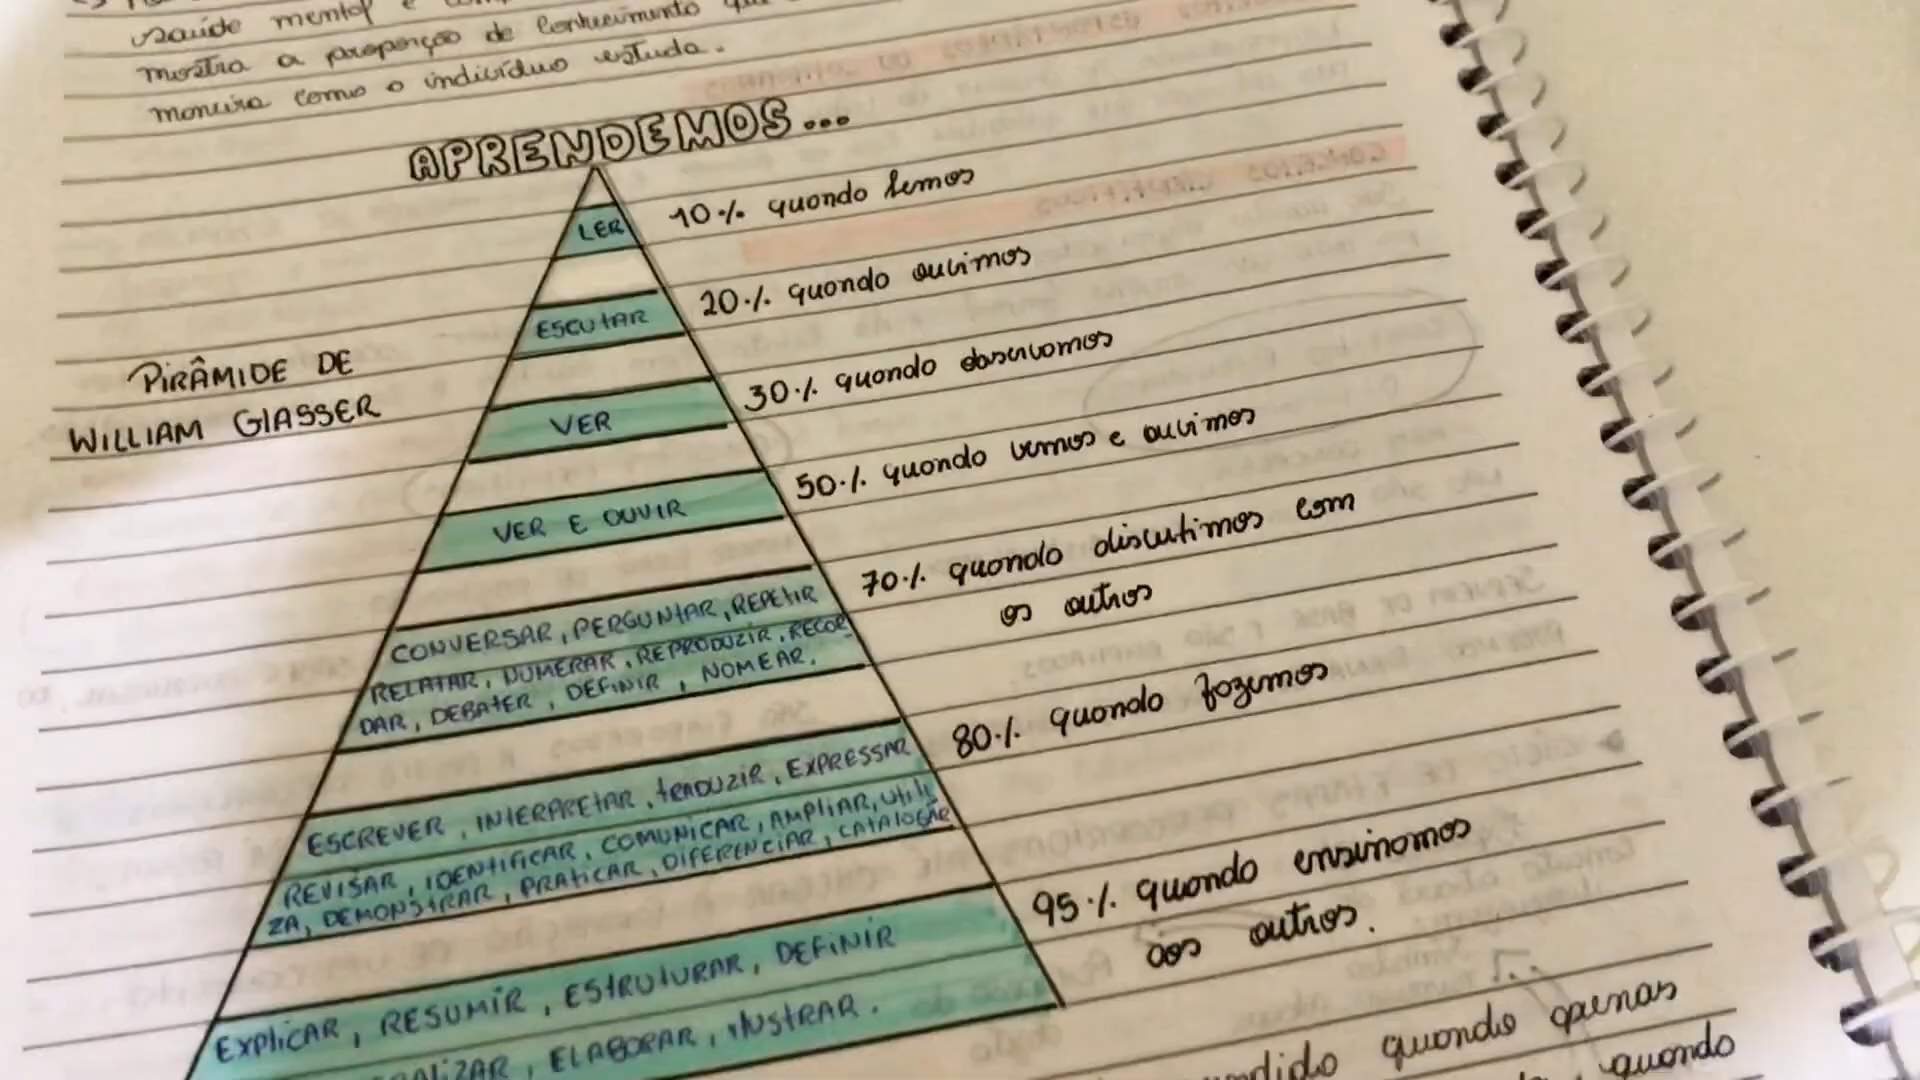 saúde mental e
mostra a proporção de conhecimento que
maneira como o indivíduo estuda.
APRENDEMOS...
LER
10% quando lemos
ESCUTAR
20% quando ouvimos
PIRÂMIDE DE
WILLIAM GLASSER
VER
30% quando observamos
VER E OUVIR
50% quando vemos e ouvimos
CONVERSAR, PERGUNTAR, REPETIR
RELATAR, NUMERAR, REPRODUZIR, RECOR-
DAR, DEBATER, DEFINIR, NOMEAR.
70% quando discutimos com
os outros
ESCREVER, INTERPRETAR, TRADUZIR, EXPRESSAR
REVISAR, IDENTIFICAR, COMUNICAR, AMPLIAR, UTILI
ZA, DEMONSTRAR, PRATICAR, DIFERENCIAR, CATALOGAR
80% quando fazemos
EXPLICAR, RESUMIR, ESTRUTURAR, DEFINIR
ELABORAR, ILUSTRAR.
95% quando ensinamos
aos outros.
quando apenas
quando